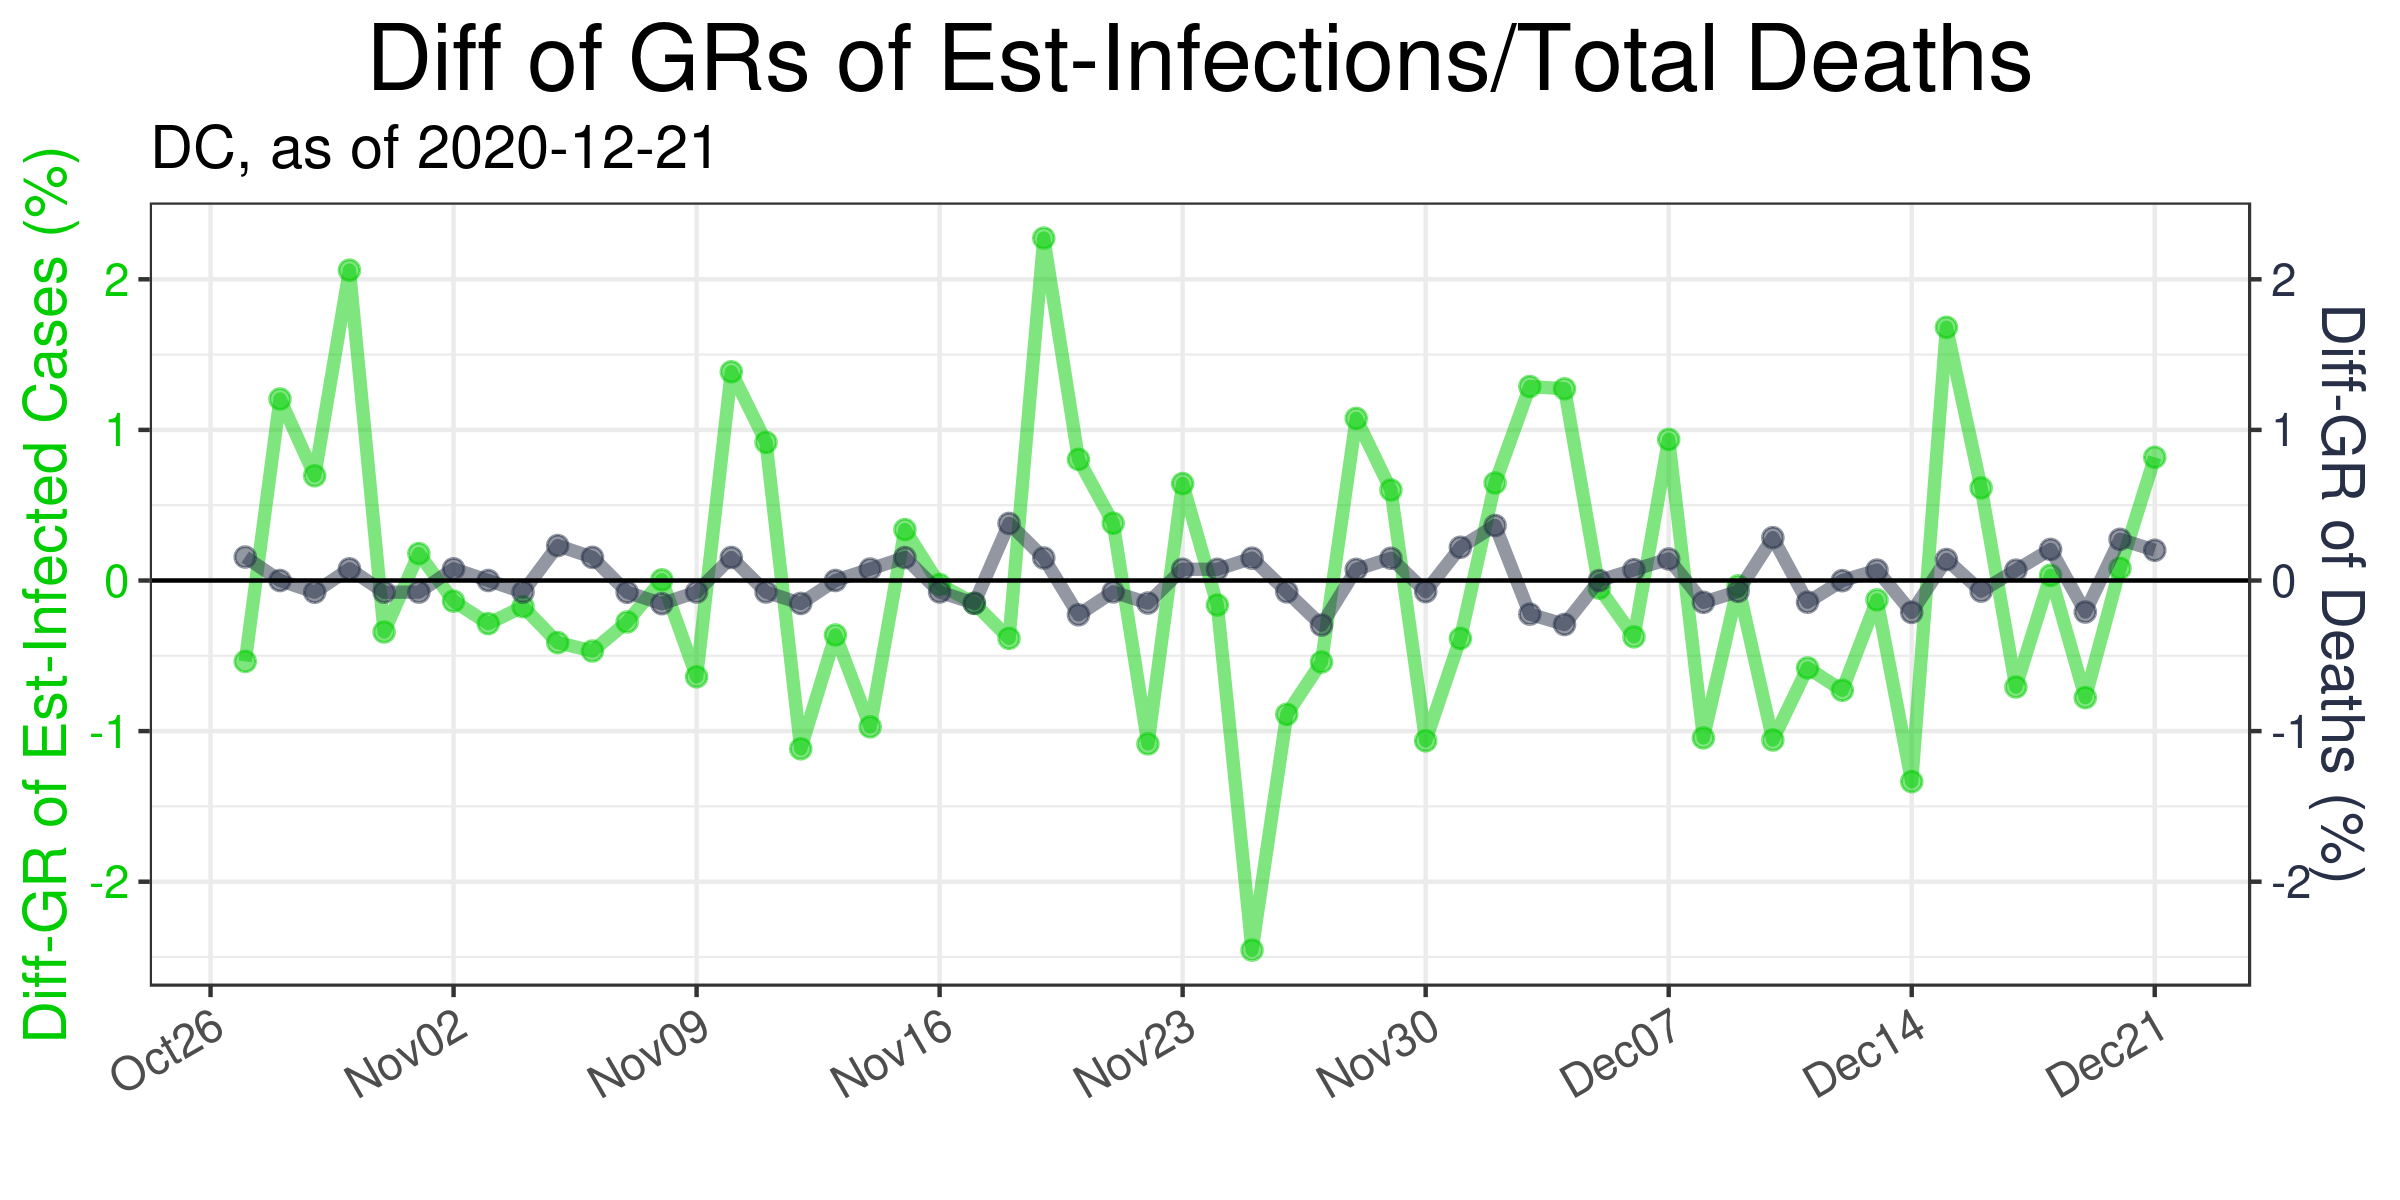 Diff of GRs of Est-Infections/Total Deaths
DC, as of 2020-12-21
Diff-GR of Est-Infected Cases (%)
2
1
0
-1
-2
2
1
0
-1
-2
Diff-GR of Deaths (%)
Oct26
Nov02
Nov09
Nov16
Nov23
Nov30
Dec07
Dec14
Dec21